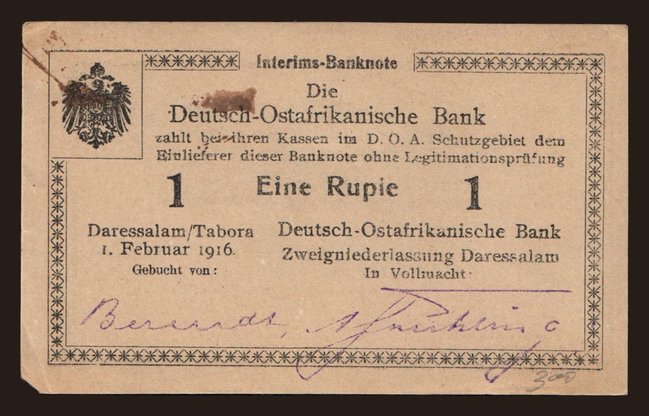 Interims-Banknote
Die
Deutsch-Ostafrikanische Bank
zahlt bei ihren Kassen im D. O. A. Schutzgebiet dem
Einlieferer dieser Banknote ohne Legitimationsprüfung
1 Eine Rupie 1
Daressalam/Tabora
1. Februar 1916.
Gebucht von:
Deutsch-Ostafrikanische Bank
Zweigniederlassung Daressalam
In Vollmacht:
300